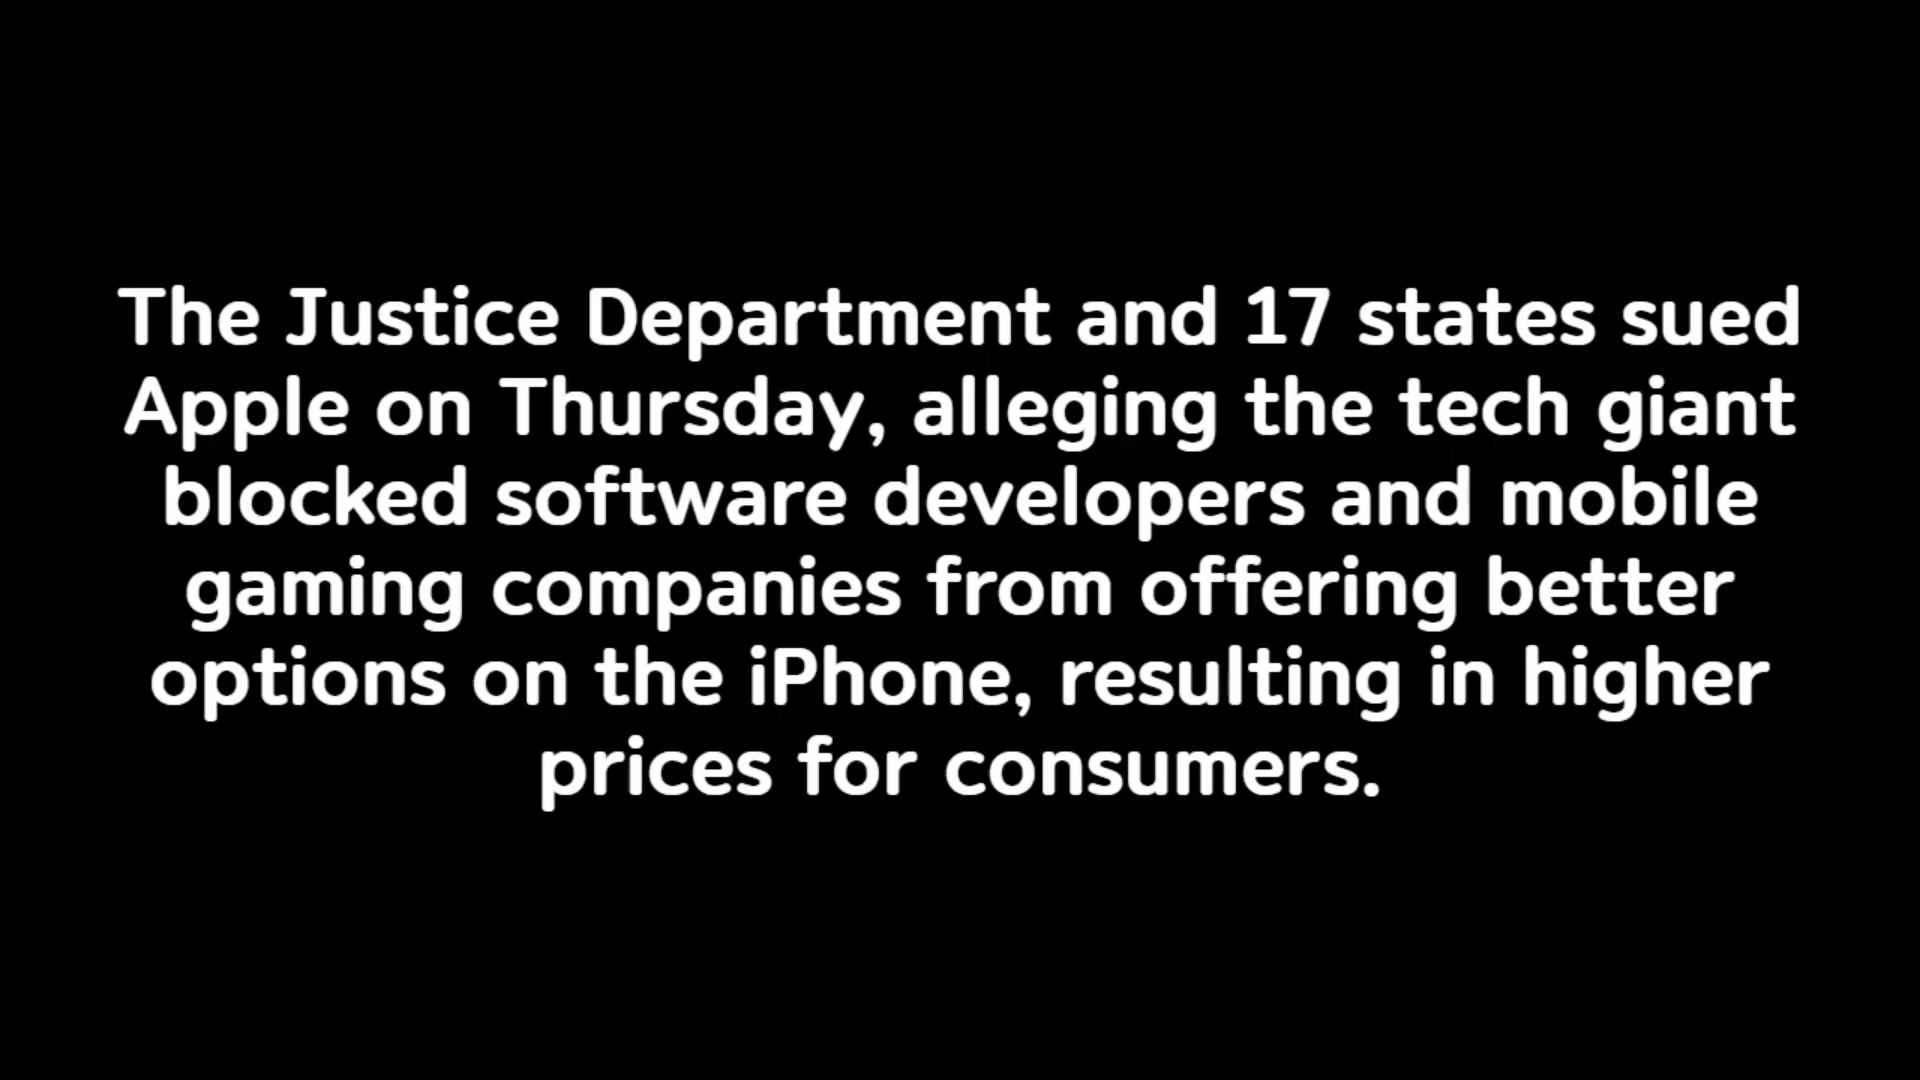 The Justice Department and 17 states sued
Apple on Thursday, alleging the tech giant
blocked software developers and mobile
gaming companies from offering better
options on the iPhone, resulting in higher
prices for consumers.